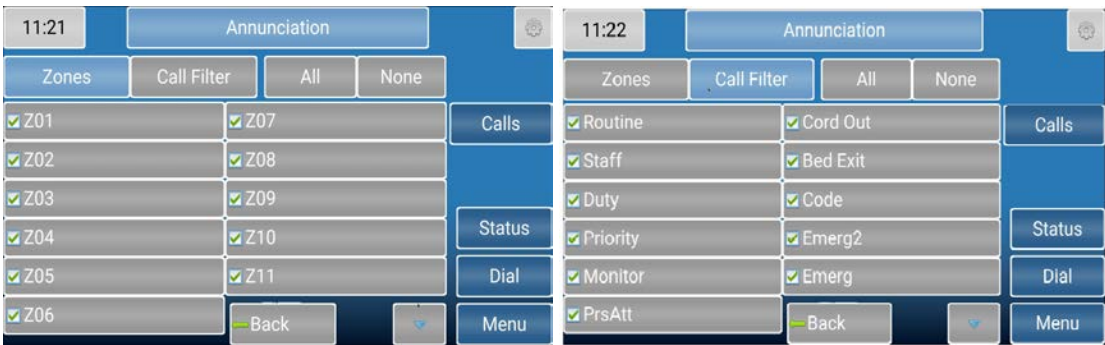 11:21 Annunciation
Zones Call Filter All None
Z01 Z07 Calls
Z02 Z08
Z03 Z09
Z04 Z10 Status
Z05 Z11 Dial
Z06 Back Menu
11:22 Annunciation
Zones Call Filter All None
Routine Cord Out Calls
Staff Bed Exit
Duty Code
Priority Emerg2 Status
Monitor Emerg Dial
PrsAtt Back Menu